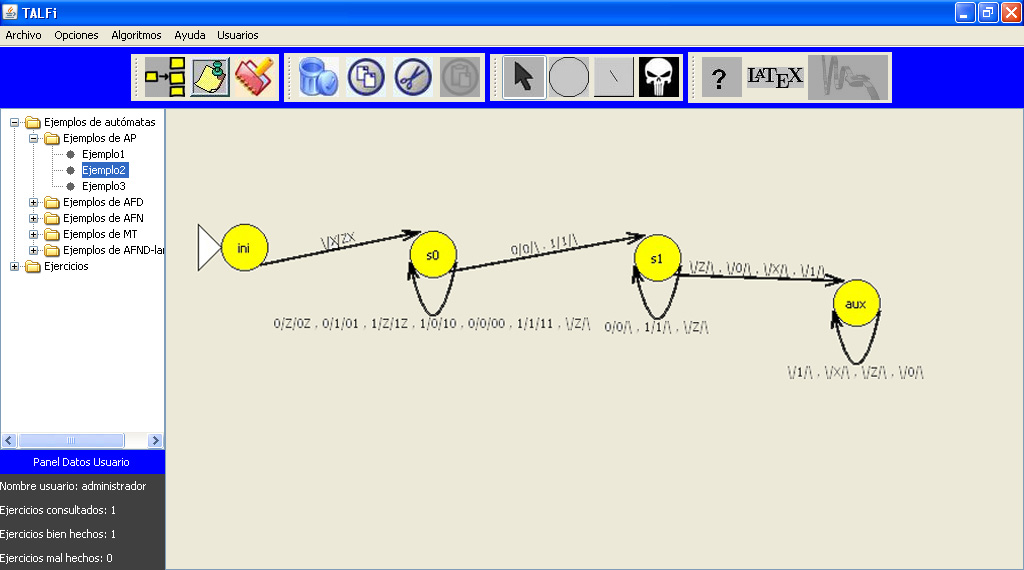 TALFi
Archivo Opciones Algoritmos Ayuda Usuarios
? LATEX
Ejemplos de autómatas
Ejemplos de AP
Ejemplo1
Ejemplo2
Ejemplo3
Ejemplos de AFD
Ejemplos de AFN
Ejemplos de MT
Ejemplos de AFND-la
Ejercicios
ini
\/X/ZX
s0
0/Z/0Z , 0/1/01 , 1/Z/1Z , 1/0/10 , 0/0/00 , 1/1/11 , \/Z/\
0/0/\ , 1/1/\
s1
0/0/\ , 1/1/\ , \/Z/\
\/Z/\ , \/0/\ , \/X/\ , \/1/\
aux
\/1/\ , \/X/\ , \/Z/\ , \/0/\
Panel Datos Usuario
Nombre usuario: administrador
Ejercicios consultados: 1
Ejercicios bien hechos: 1
Ejercicios mal hechos: 0